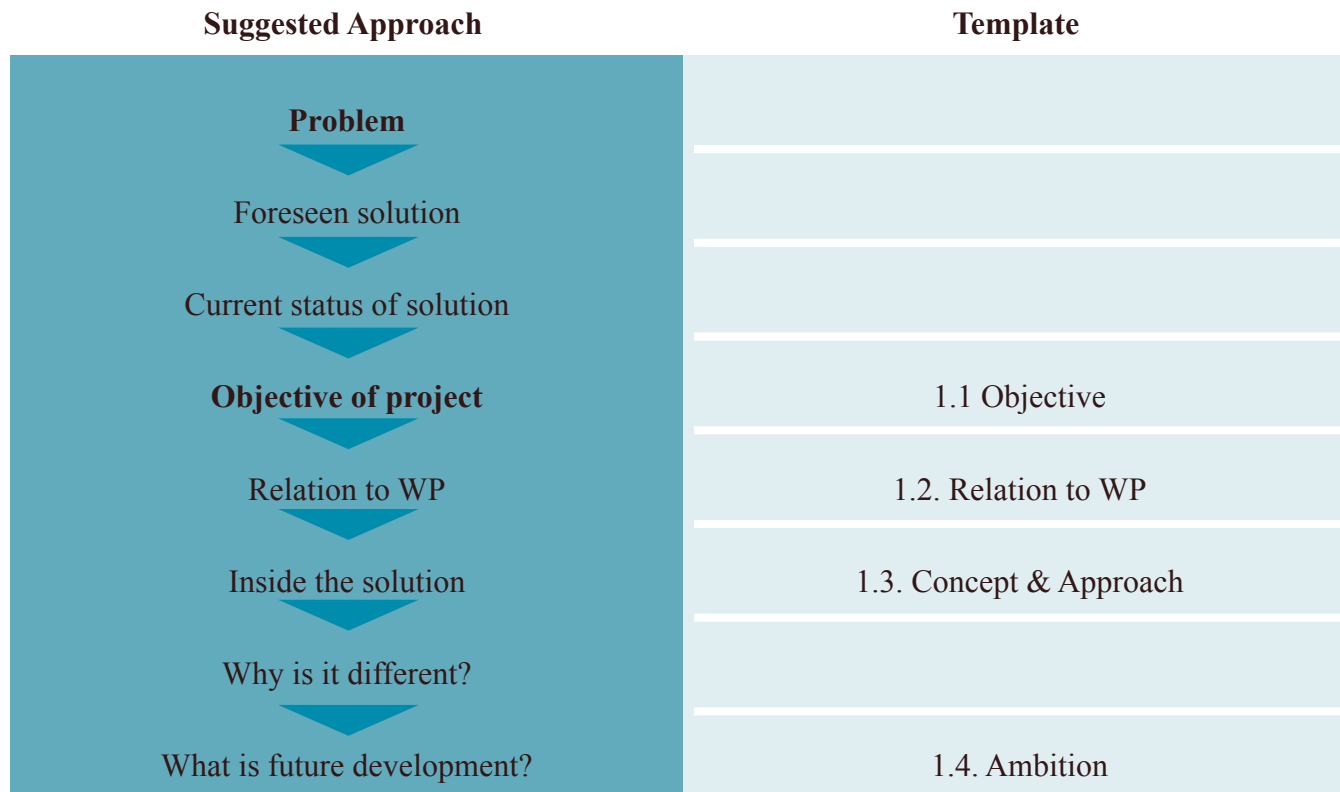 Suggested Approach
Template
Problem
Foreseen solution
Current status of solution
Objective of project
1.1 Objective
Relation to WP
1.2. Relation to WP
Inside the solution
1.3. Concept & Approach
Why is it different?
What is future development?
1.4. Ambition